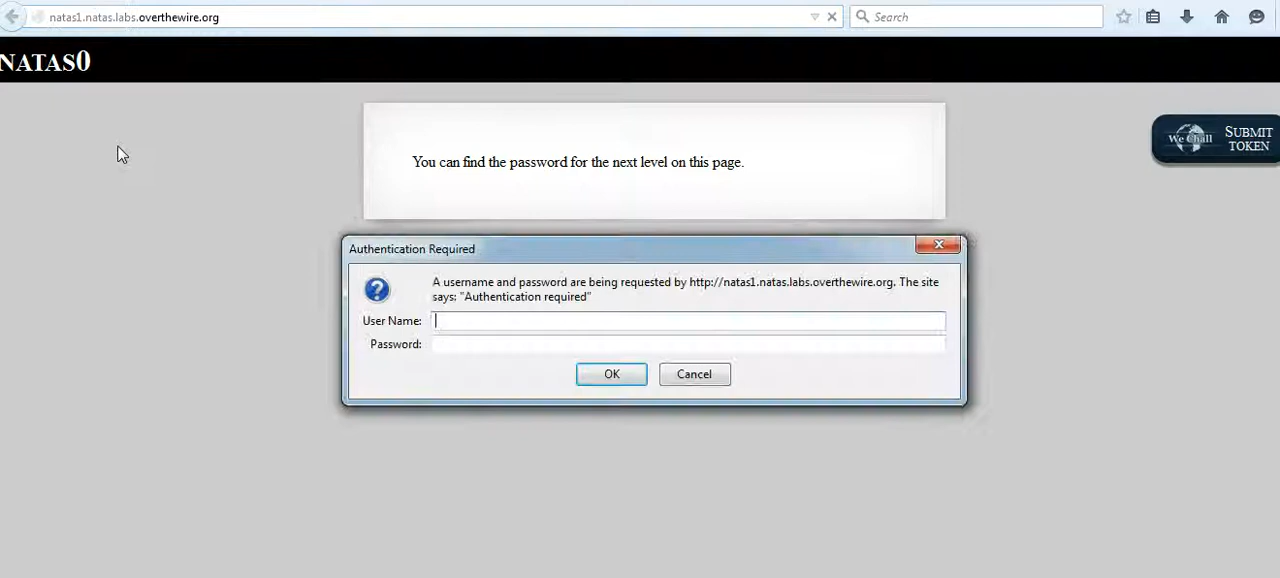 natas1.natas.labs.overthewire.org
Search
NATAS0
We Chall
SUBMIT
TOKEN
You can find the password for the next level on this page.
Authentication Required
A username and password are being requested by http://natas1.natas.labs.overthewire.org. The site
says: "Authentication required"
User Name:
Password:
OK
Cancel